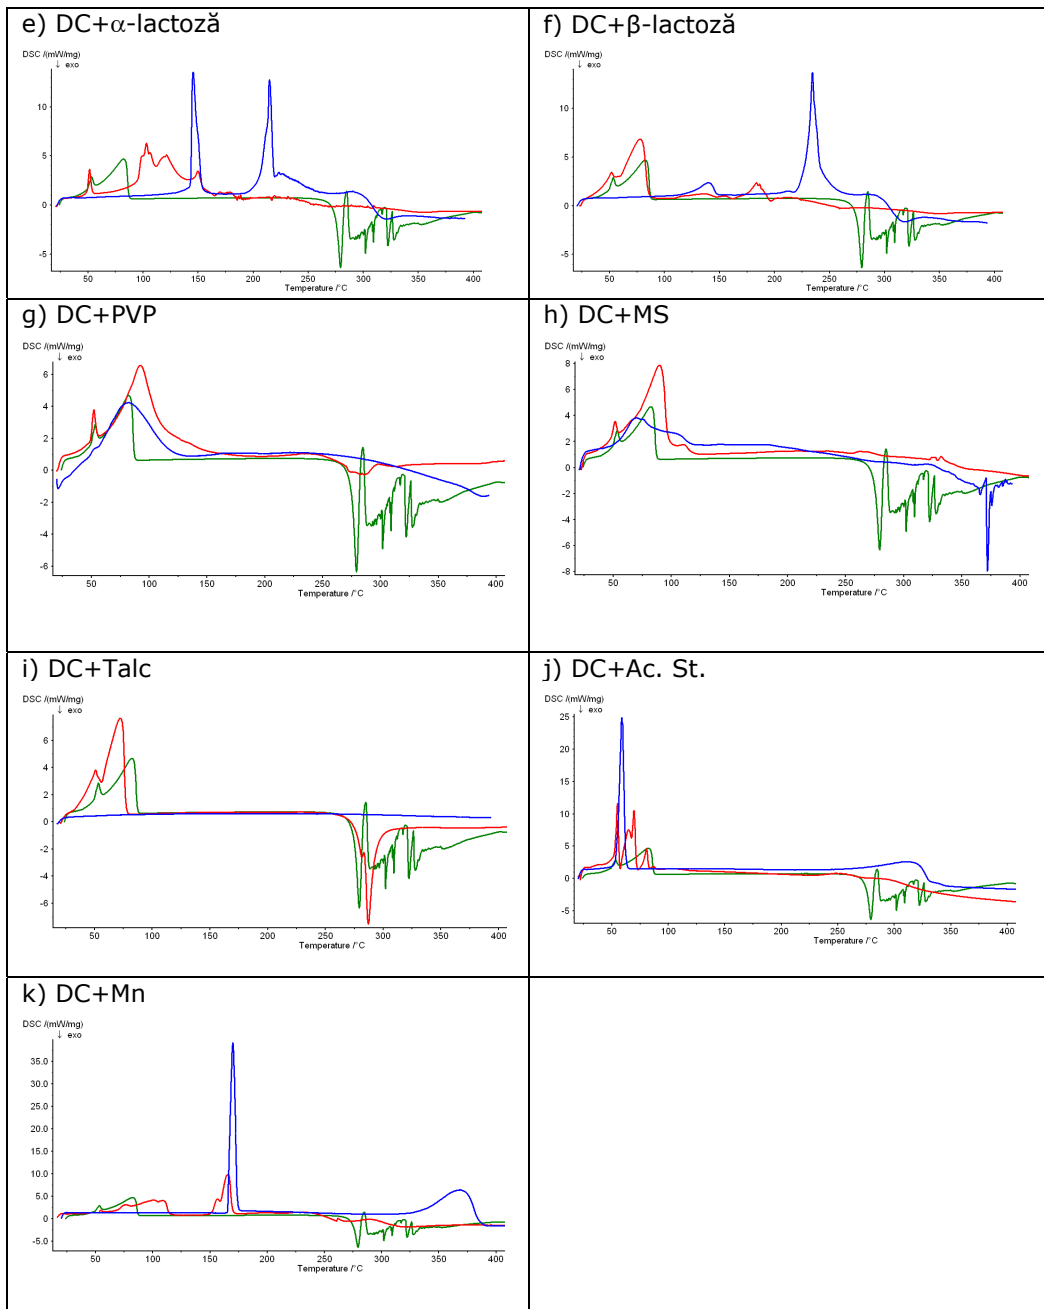 e) DC+α-lactoză
DSC /(mW/mg)
↓ exo
10
5
0
-5
50 100 150 200 250 300 350 400
Temperature /°C
f) DC+β-lactoză
DSC /(mW/mg)
↓ exo
10
5
0
-5
50 100 150 200 250 300 350 400
Temperature /°C
g) DC+PVP
DSC /(mW/mg)
↓ exo
6
4
2
0
-2
-4
-6
50 100 150 200 250 300 350 400
Temperature /°C
h) DC+MS
DSC /(mW/mg)
↓ exo
8
6
4
2
0
-2
-4
-6
-8
50 100 150 200 250 300 350 400
Temperature /°C
i) DC+Talc
DSC /(mW/mg)
↓ exo
6
4
2
0
-2
-4
-6
50 100 150 200 250 300 350 400
Temperature /°C
j) DC+Ac. St.
DSC /(mW/mg)
↓ exo
25
20
15
10
5
0
-5
50 100 150 200 250 300 350 400
Temperature /°C
k) DC+Mn
DSC /(mW/mg)
↓ exo
35.0
30.0
25.0
20.0
15.0
10.0
5.0
0
-5.0
50 100 150 200 250 300 350 400
Temperature /°C